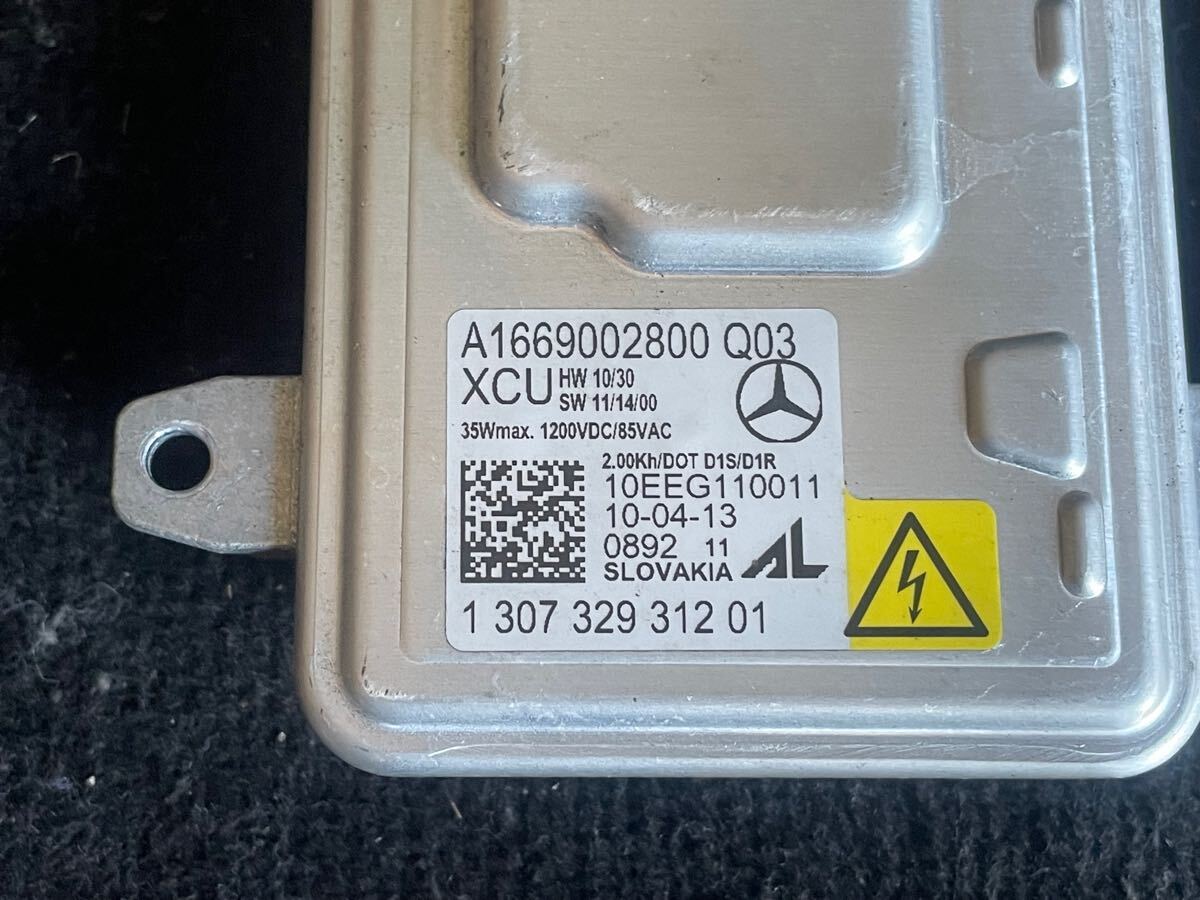 A1669002800 Q03
XCU HW 10/30
SW 11/14/00
35Wmax. 1200VDC/85VAC
2.00Kh/DOT D1S/D1R
10EEG110011
10-04-13
0892 11
SLOVAKIA AL
1 307 329 312 01